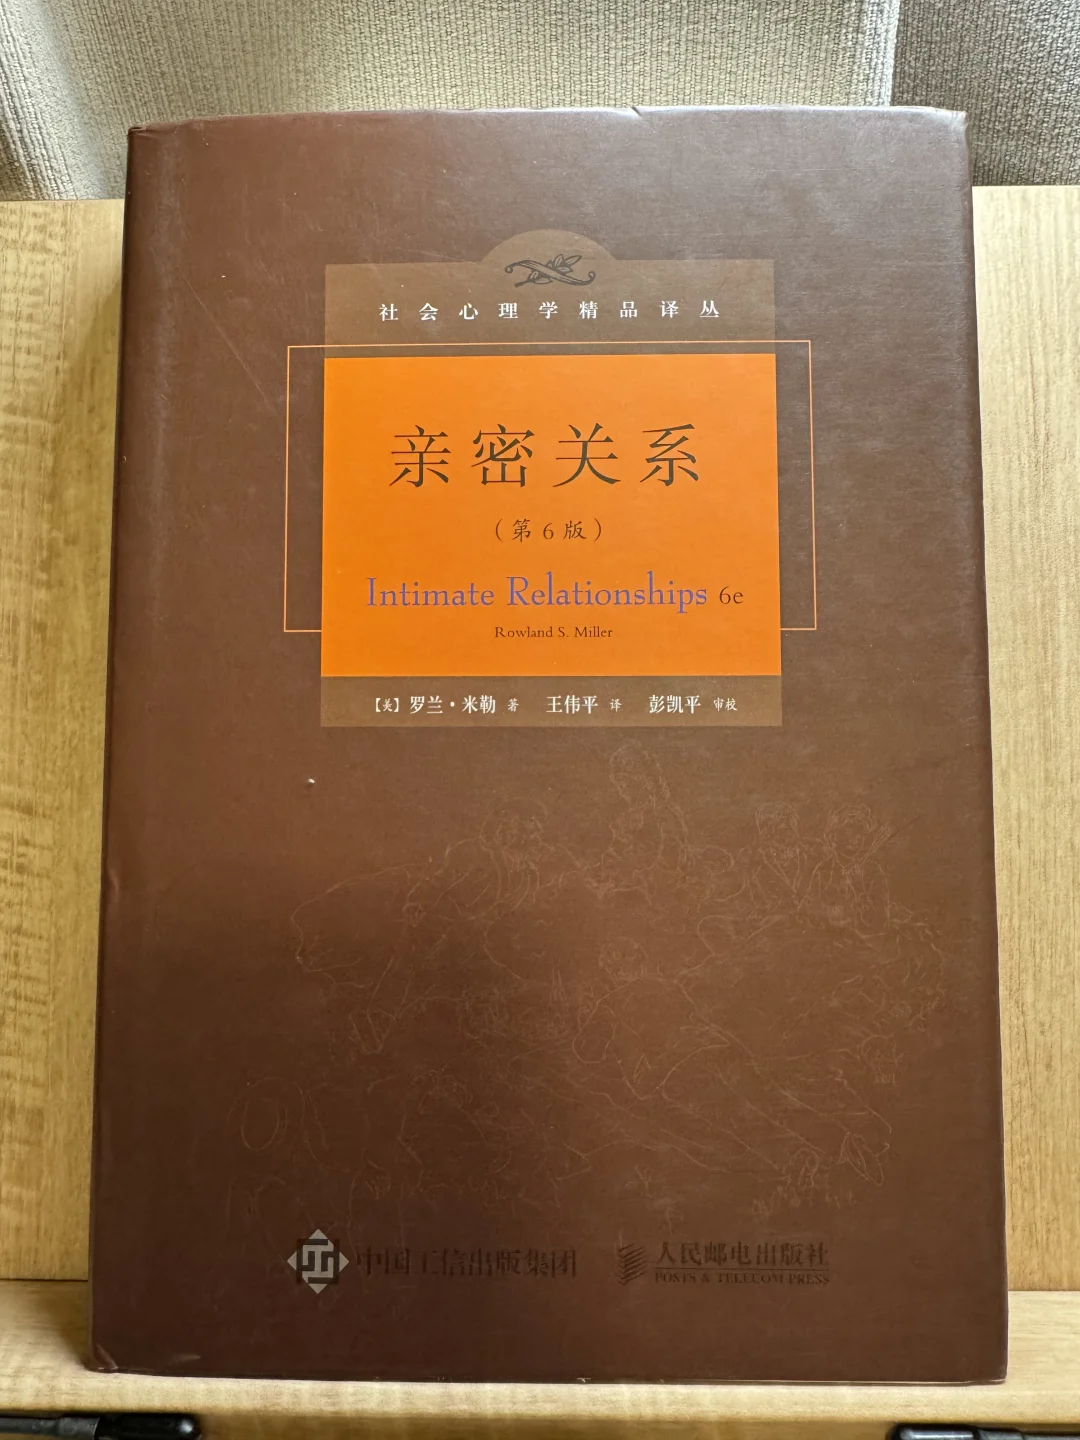 社会心理学精品译丛
亲密关系
(第6版)
Intimate Relationships 6e
Rowland S. Miller
【美】罗兰·米勒 著 王伟平 译 彭凯平 审校
中国工信出版集团 人民邮电出版社
POSTS & TELECOM PRESS